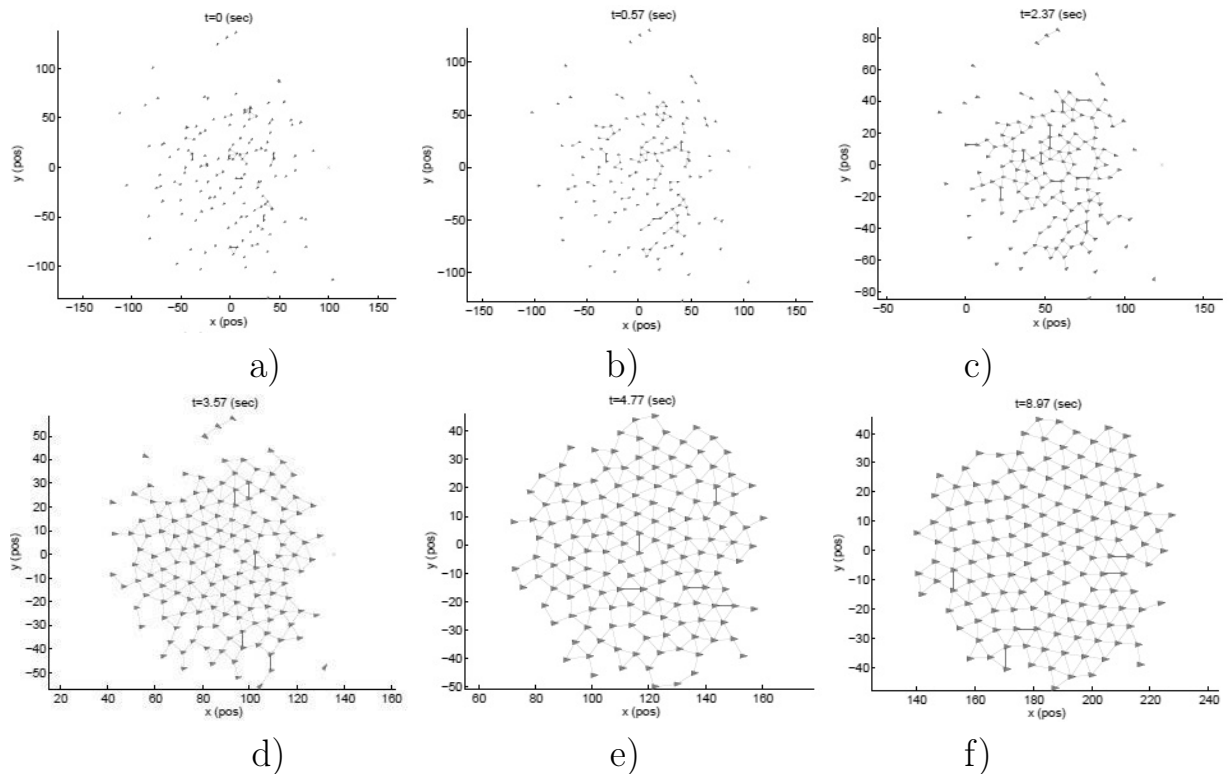 t=0 (sec)
t=0.57 (sec)
t=2.37 (sec)
y (pos)
100
50
0
−50
−100
−150 −100 −50 0 50 100 150
x (pos)
y (pos)
100
50
0
−50
−100
−150 −100 −50 0 50 100 150
x (pos)
y (pos)
80
60
40
20
0
−20
−40
−60
−80
−50 0 50 100 150
x (pos)
a)
b)
c)
t=3.57 (sec)
t=4.77 (sec)
t=8.97 (sec)
y (pos)
50
40
30
20
10
0
−10
−20
−30
−40
−50
20 40 60 80 100 120 140
x (pos)
y (pos)
40
30
20
10
0
−10
−20
−30
−40
−50
60 80 100 120 140 160
x (pos)
y (pos)
40
30
20
10
0
−10
−20
−30
−40
140 160 180 200 220 240
x (pos)
d)
e)
f)